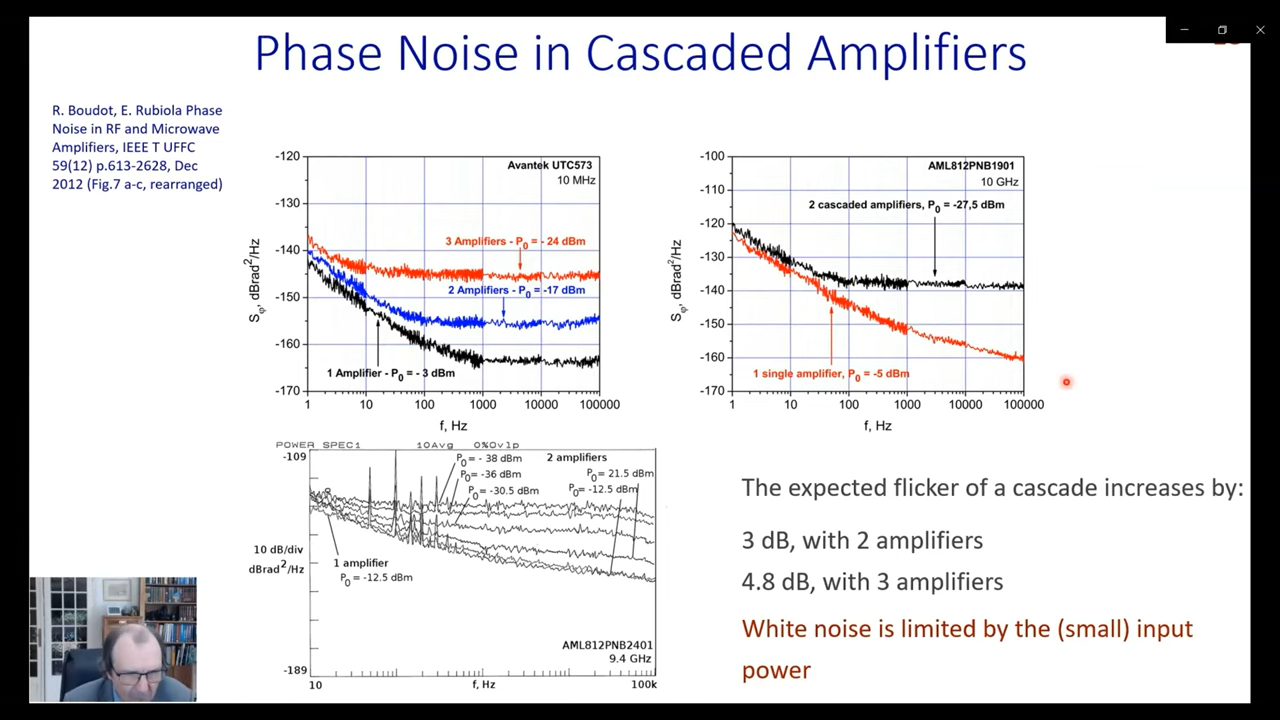 Phase Noise in Cascaded Amplifiers
R. Boudot, E. Rubiola Phase
Noise in RF and Microwave
Amplifiers, IEEE T UFFC
59(12) p.613-2628, Dec
2012 (Fig.7 a-c, rearranged)
-120
-130
-140
-150
-160
-170
Sφ, dBrad²/Hz
Avantek UTC573
10 MHz
3 Amplifiers - P0 = - 24 dBm
2 Amplifiers - P0 = -17 dBm
1 Amplifier - P0 = - 3 dBm
1 10 100 1000 10000 100000
f, Hz
-100
-110
-120
-130
-140
-150
-160
-170
Sφ, dBrad²/Hz
AML812PNB1901
10 GHz
2 cascaded amplifiers, P0 = -27,5 dBm
1 single amplifier, P0 = -5 dBm
1 10 100 1000 10000 100000
f, Hz
POWER SPEC1 10Avg 0%Ovlp
-109
P0 = - 38 dBm
P0 = -36 dBm
P0 = -30.5 dBm
2 amplifiers
P0 = 21.5 dBm
P0 = -12.5 dBm
10 dB/div
dBrad²/Hz
1 amplifier
P0 = -12.5 dBm
AML812PNB2401
9.4 GHz
-189
10 f, Hz 100k
The expected flicker of a cascade increases by:
3 dB, with 2 amplifiers
4.8 dB, with 3 amplifiers
White noise is limited by the (small) input
power